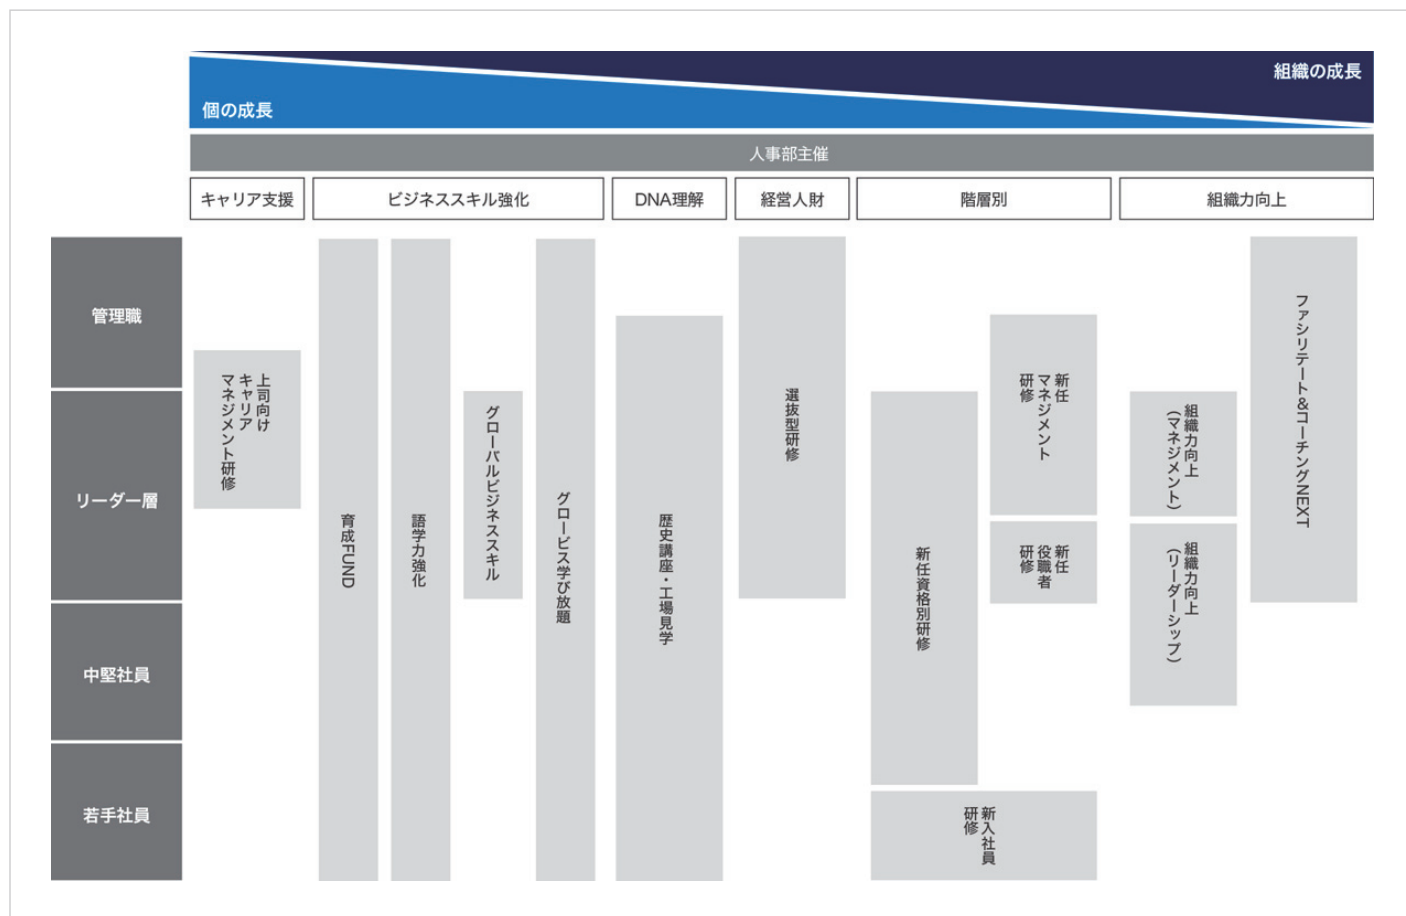 組織の成長
個の成長
人事部主催
キャリア支援
ビジネススキル強化
DNA理解
経営人財
階層別
組織力向上
管理職
リーダー層
中堅社員
若手社員
上司向け
キャリア
マネジメント研修
育成FUND
語学力強化
グローバルビジネススキル
グロービス学び放題
歴史講座・工場見学
選抜型研修
新任資格別研修
新任
マネジメント
研修
新任
役職者
研修
新入社員
研修
組織力向上
(マネジメント)
組織力向上
(リーダーシップ)
ファシリテート&コーチングNEXT